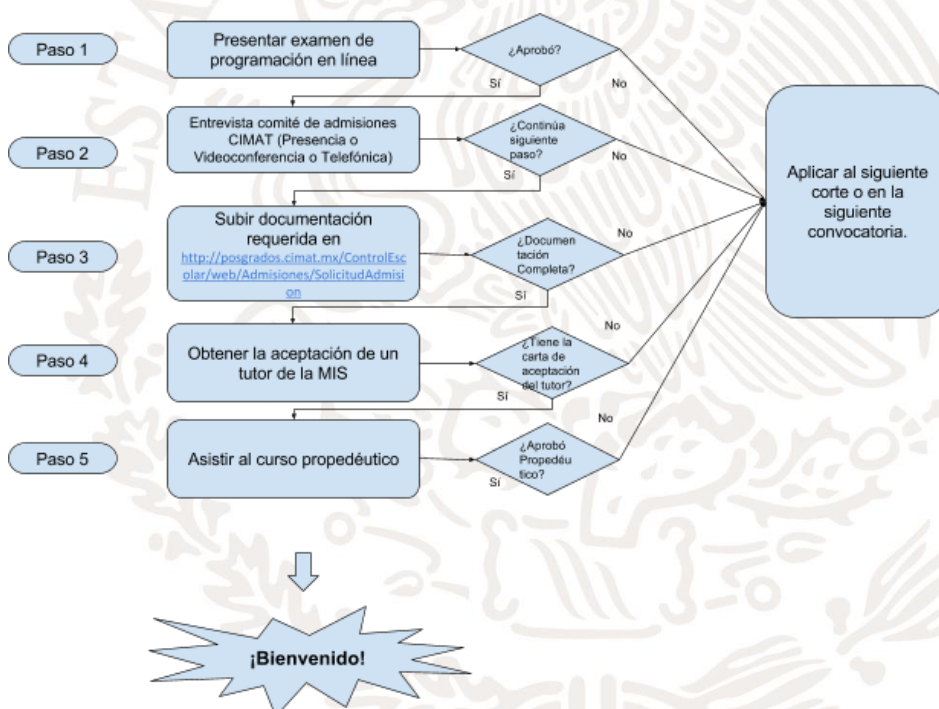 Paso 1
Presentar examen de
programación en línea
¿Aprobó?
Sí
No
Paso 2
Entrevista comité de admisiones
CIMAT (Presencia o
Videoconferencia o Telefónica)
¿Continúa
siguiente
paso?
Sí
No
Aplicar al siguiente
corte o en la
siguiente
convocatoria.
Paso 3
Subir documentación
requerida en
http://posgrados.cimat.mx/ControlEsc
olar/web/Admisiones/SolicitudAdmisi
on
¿Documen
tación
Completa?
Sí
No
Paso 4
Obtener la aceptación de un
tutor de la MIS
¿Tiene la
carta de
aceptación
del tutor?
Sí
No
Paso 5
Asistir al curso propedéutico
¿Aprobó
Propedéu
tico?
Sí
No
¡Bienvenido!